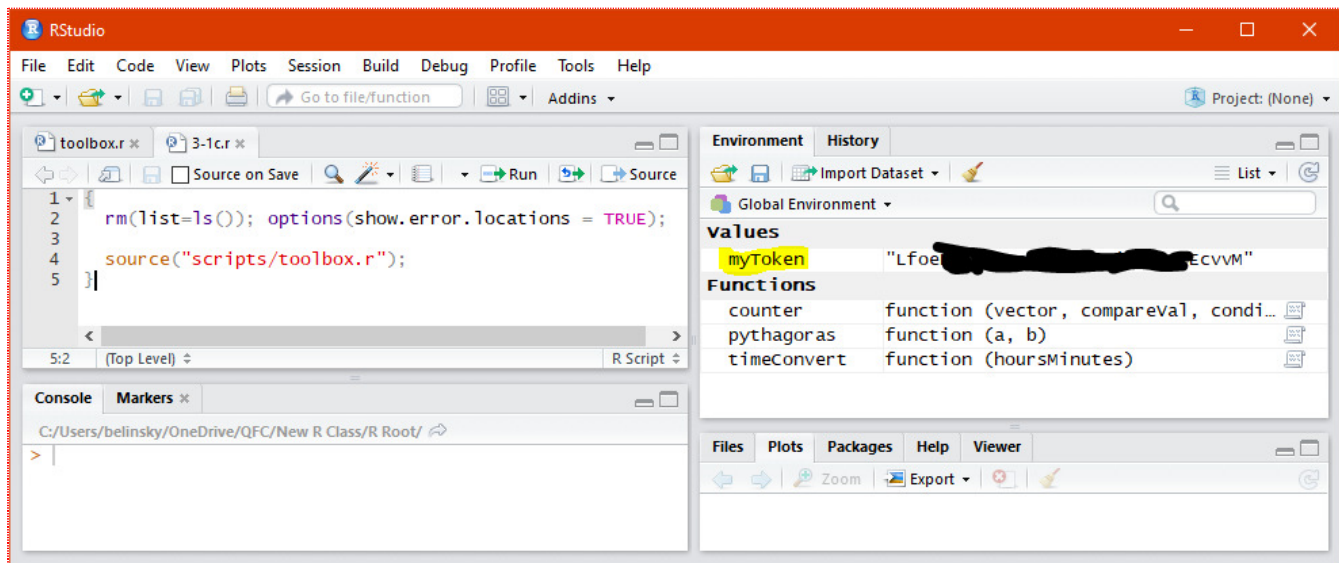 RStudio
File Edit Code View Plots Session Build Debug Profile Tools Help
Go to file/function Addins Project: (None)
toolbox.r 3-1c.r
Source on Save Run Source
1 {
2 rm(list=ls()); options(show.error.locations = TRUE);
3
4 source("scripts/toolbox.r");
5 }
5:2 (Top Level) R Script
Console Markers
C:/Users/belinsky/OneDrive/QFC/New R Class/R Root/
>
Environment History
Import Dataset List
Global Environment
Values
myToken "Lfoe EcvvM"
Functions
counter function (vector, compareVal, condi…
pythagoras function (a, b)
timeConvert function (hoursMinutes)
Files Plots Packages Help Viewer
Zoom Export